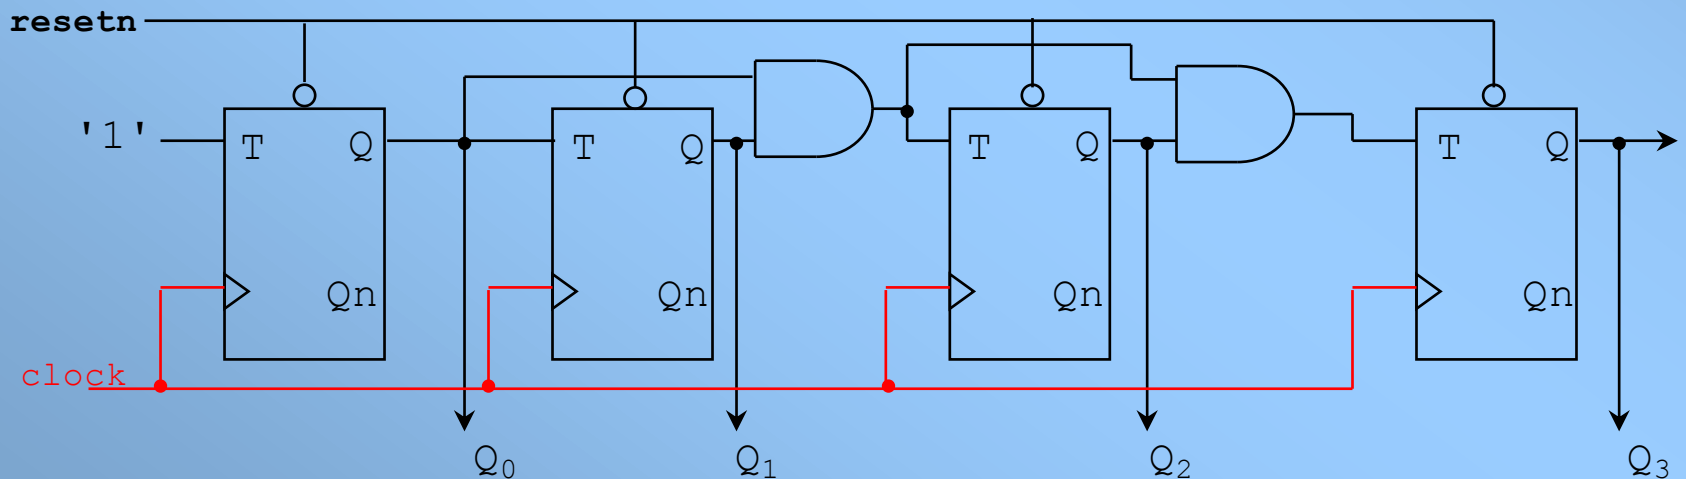 resetn
'1' T Q T Q T Q T Q
Qn Qn Qn Qn
clock
Q0 Q1 Q2 Q3